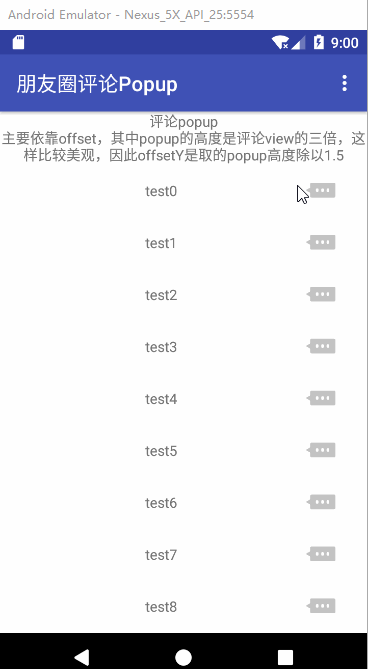 Android Emulator - Nexus_5X_API_25:5554
9:00
朋友圈评论Popup
评论popup
主要依靠offset，其中popup的高度是评论view的三倍，这
样比较美观，因此offsetY是取的popup高度除以1.5
test0
test1
test2
test3
test4
test5
test6
test7
test8